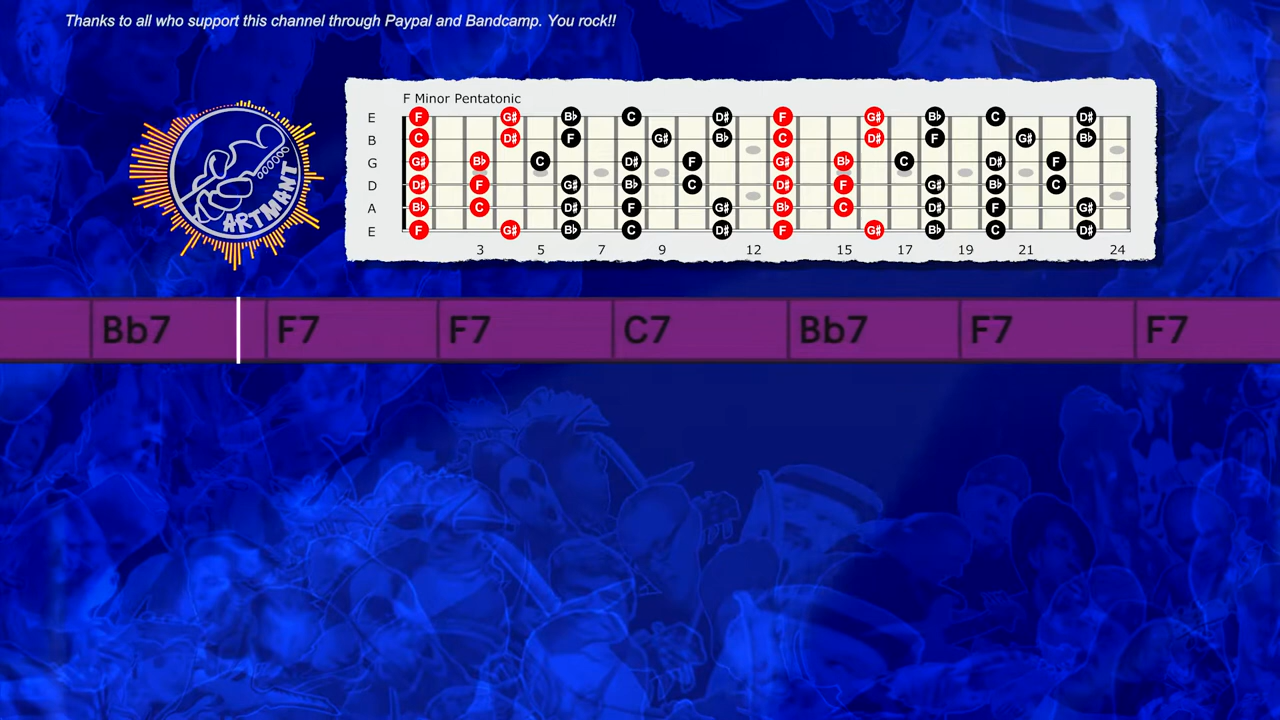 Thanks to all who support this channel through Paypal and Bandcamp. You rock!!
ARTMANT
F Minor Pentatonic
E F G# B♭ C D# F G# B♭ C D#
B C D# F G# B♭ C D# F G# B♭
G G# B♭ C D# F G# B♭ C D# F
D D# F G# B♭ C D# F G# B♭ C
A B♭ C D# F G# B♭ C D# F G#
E F G# B♭ C D# F G# B♭ C D#
3 5 7 9 12 15 17 19 21 24
Bb7 F7 F7 C7 Bb7 F7 F7